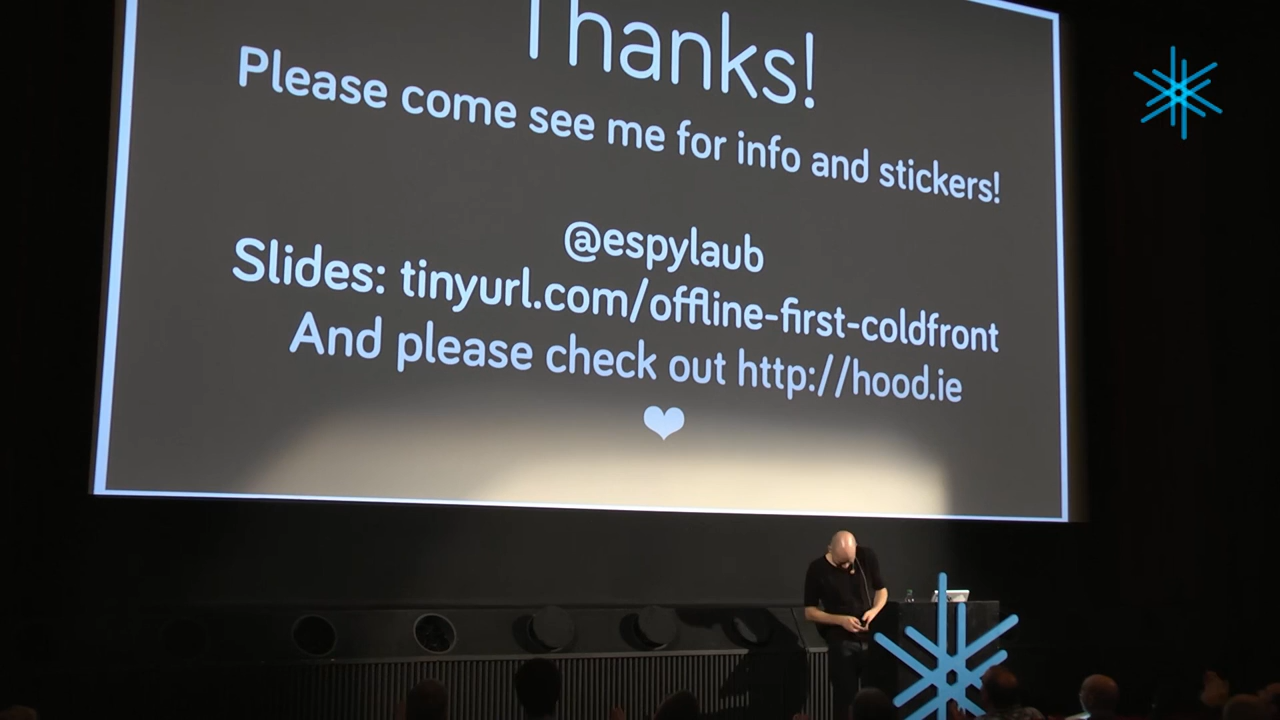 Thanks!
Please come see me for info and stickers!
@espylaub
Slides: tinyurl.com/offline-first-coldfront
And please check out http://hood.ie